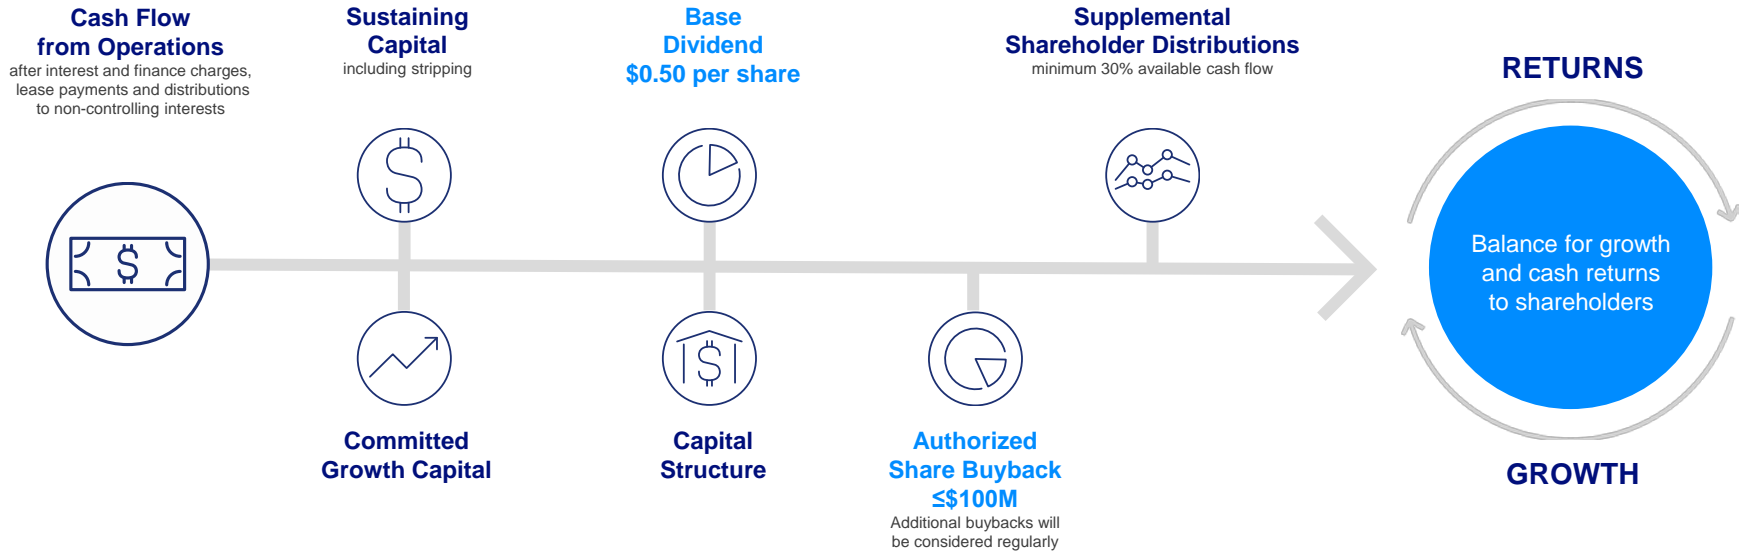 Cash Flow
from Operations
after interest and finance charges,
lease payments and distributions
to non-controlling interests
Sustaining
Capital
including stripping
Base
Dividend
$0.50 per share
Supplemental
Shareholder Distributions
minimum 30% available cash flow
RETURNS
Balance for growth
and cash returns
to shareholders
GROWTH
Committed
Growth Capital
Capital
Structure
Authorized
Share Buyback
≤$100M
Additional buybacks will
be considered regularly